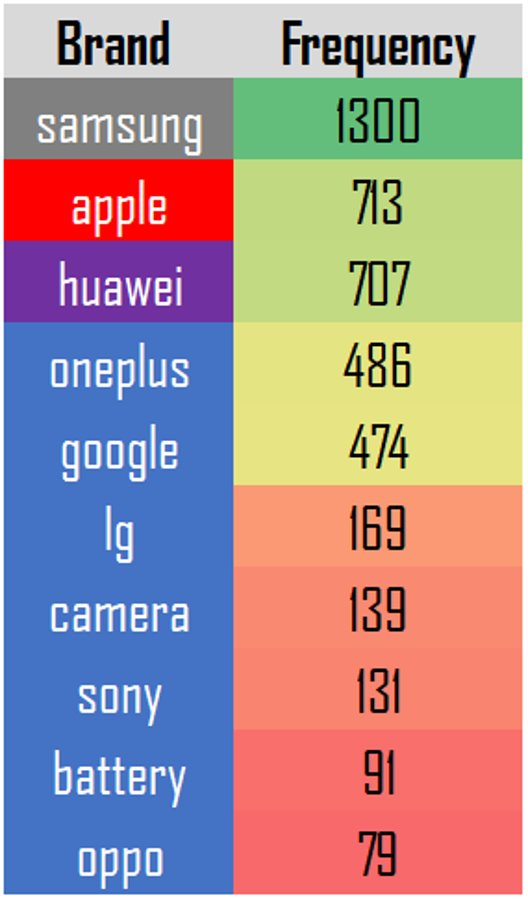 Brand Frequency
samsung 1300
apple 713
huawei 707
oneplus 486
google 474
lg 169
camera 139
sony 131
battery 91
oppo 79